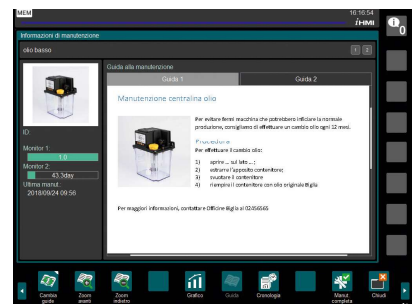 MEM
16:16:54
iHMI
0
Informazioni di manutenzione
olio basso
1 2
Guida alla manutenzione
Guida 1
Guida 2
Manutenzione centralina olio
Per evitare fermi macchina che potrebbero inficiare la normale
produzione, consigliamo di effettuare un cambio olio ogni 12 mesi.
Procedura
Per effettuare il cambio olio:
1) aprire ... sul lato ...;
2) estrarre l'apposito contenitore;
3) svuotare il contenitore
4) riempire il contenitore con olio originale Biglia
Per maggiori informazioni, contattare Officine Biglia al 02456565
ID:
Monitor 1:
1.0
Monitor 2:
43.3day
Ultima manut.:
2018/09/24 09:56
Cambia guide
Zoom avanti
Zoom indietro
Grafico
Guida
Cronologia
Manut completa
Chiudi